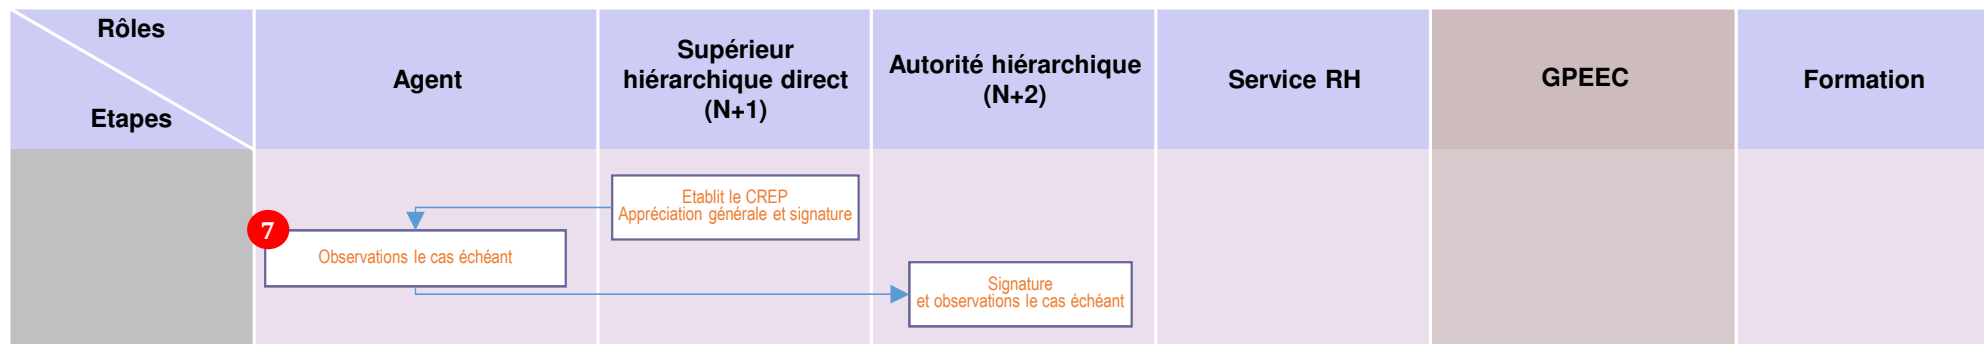 Rôles
Etapes
Agent
Supérieur
hiérarchique direct
(N+1)
Autorité hiérarchique
(N+2)
Service RH
GPEEC
Formation
Etablit le CREP
Appréciation générale et signature
7
Observations le cas échéant
Signature
et observations le cas échéant